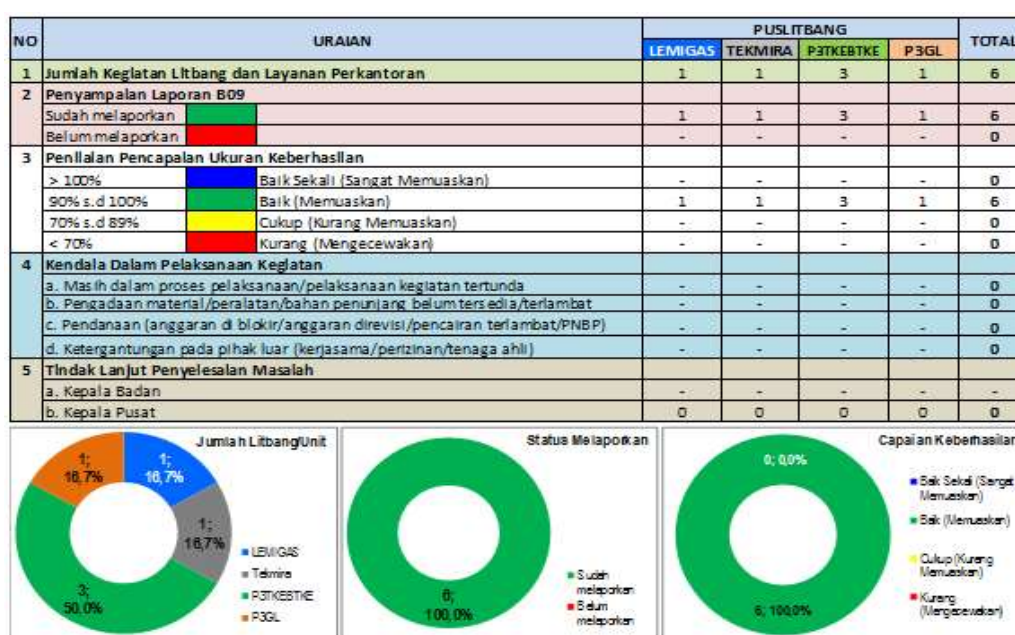 NO URAIAN PUSLITBANG TOTAL
LEMIGAS TEKMIRA P3TKEBTKE P3GL
1 Jumlah Kegiatan Litbang dan Layanan Perkantoran 1 1 3 1 6
2 Penyampaian Laporan B09
Sudah melaporkan 1 1 3 1 6
Belum melaporkan - - - - 0
3 Penilaian Pencapaian Ukuran Keberhasilan
> 100% Baik Sekali (Sangat Memuaskan) - - - - 0
90% s.d 100% Baik (Memuaskan) 1 1 3 1 6
70% s.d 89% Cukup (Kurang Memuaskan) - - - - 0
< 70% Kurang (Mengecewakan) - - - - 0
4 Kendala Dalam Pelaksanaan Kegiatan
a. Masih dalam proses pelaksanaan/pelaksanaan kegiatan tertunda - - - - 0
b. Pengadaan material/peralatan/bahan penunjang belum tersedia/terlambat - - - - 0
c. Pendanaan (anggaran di blokir/anggaran direvisi/pencairan terlambat/PNBP) - - - - 0
d. Ketergantungan pada pihak luar (kerjasama/perizinan/tenaga ahli) - - - - 0
5 Tindak Lanjut Penyelesaian Masalah
a. Kepala Badan - - - - -
b. Kepala Pusat 0 0 0 0 0
Jumlah Litbang/Unit
1;
16,7%
1;
16,7%
1;
16,7%
3;
50,0%
LEMIGAS
Tekmira
P3TKEBTKE
P3GL
Status Melaporkan
6;
100,0%
Sudah
melaporkan
Belum
melaporkan
Capaian Keberhasilan
0; 0,0%
6; 100,0%
Baik Sekali (Sangat
Memuaskan)
Baik (Memuaskan)
Cukup (Kurang
Memuaskan)
Kurang
(Mengecewakan)